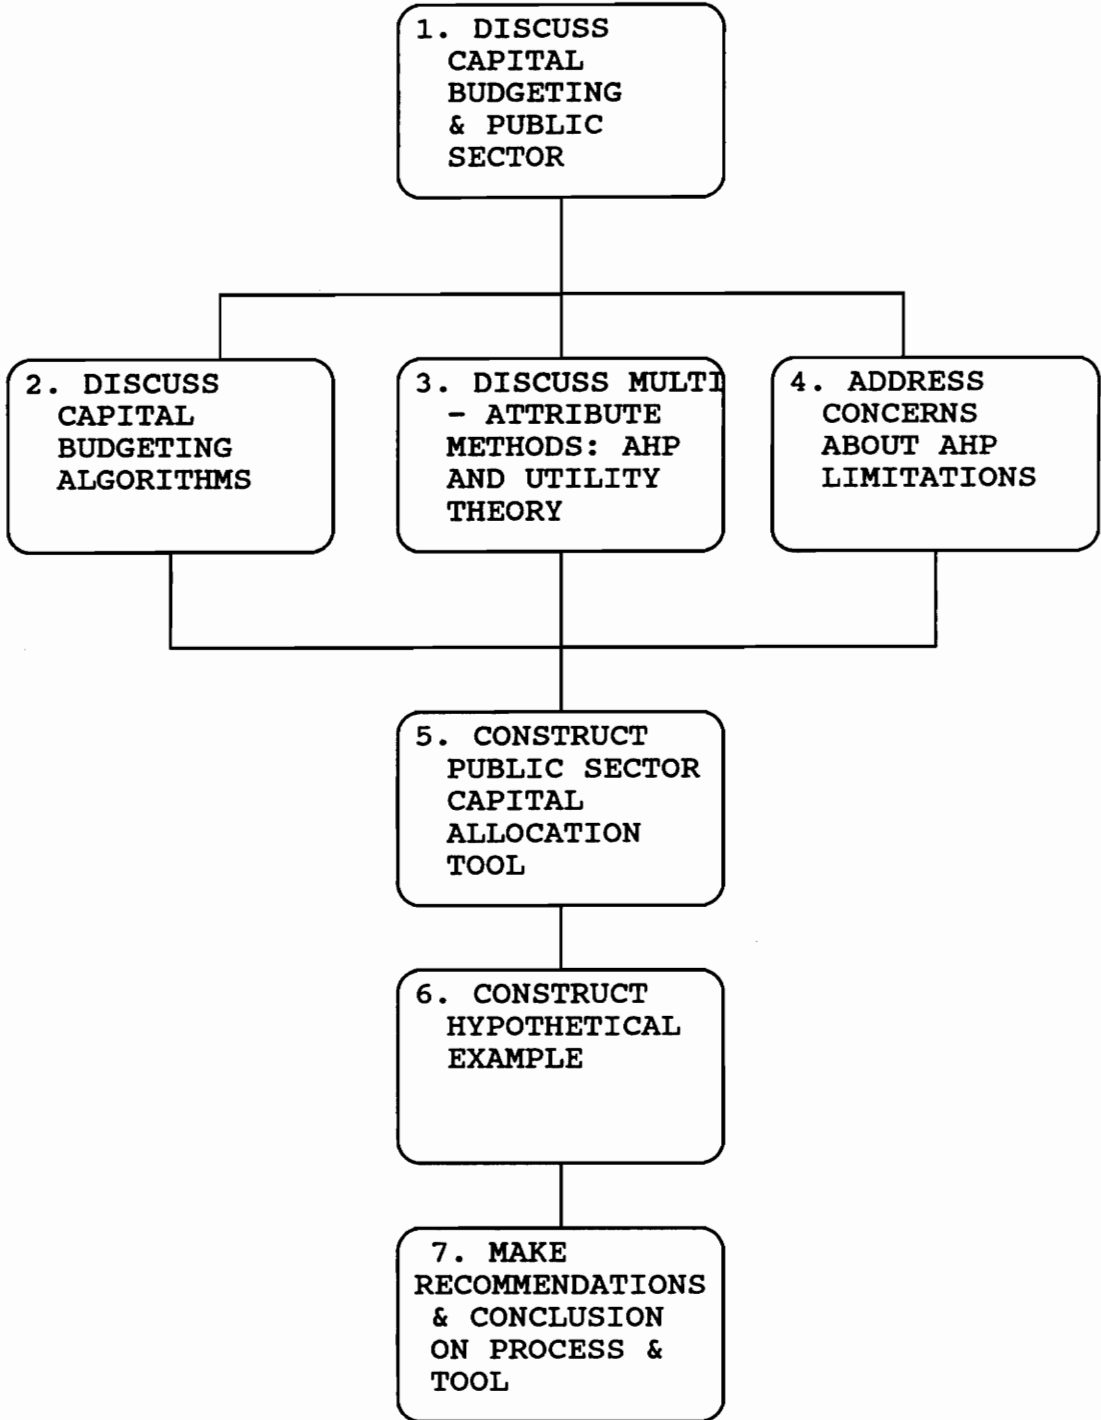 1. DISCUSS
CAPITAL
BUDGETING
& PUBLIC
SECTOR
2. DISCUSS
CAPITAL
BUDGETING
ALGORITHMS
3. DISCUSS MULTI
- ATTRIBUTE
METHODS: AHP
AND UTILITY
THEORY
4. ADDRESS
CONCERNS
ABOUT AHP
LIMITATIONS
5. CONSTRUCT
PUBLIC SECTOR
CAPITAL
ALLOCATION
TOOL
6. CONSTRUCT
HYPOTHETICAL
EXAMPLE
7. MAKE
RECOMMENDATIONS
& CONCLUSION
ON PROCESS &
TOOL